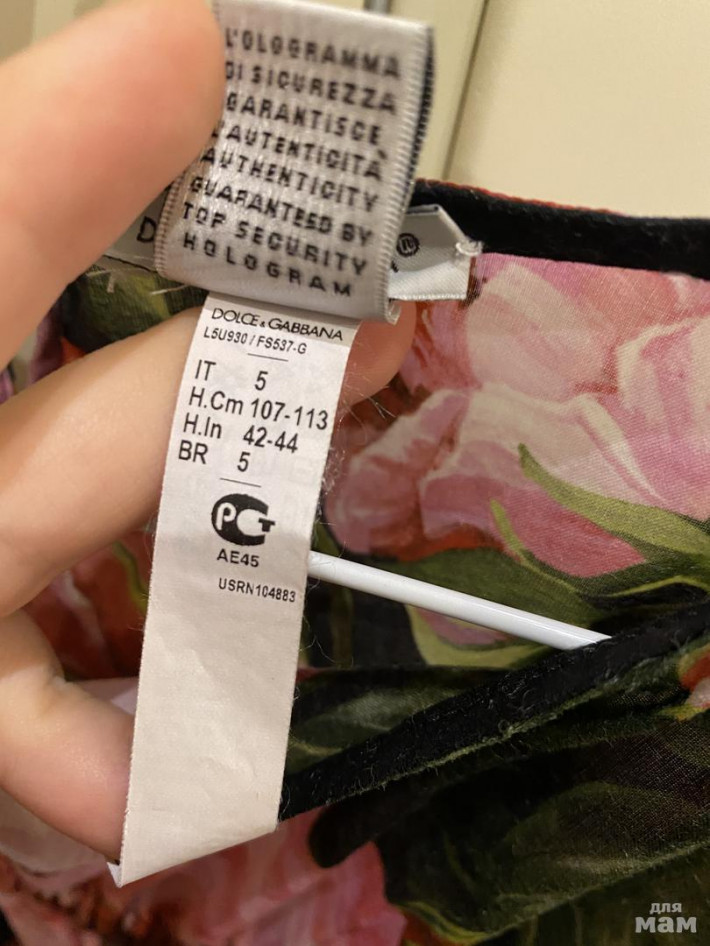 L'OLOGRAMMA
DI SICUREZZA
GARANTISCE
L'AUTENTICITÀ
AUTHENTICITY
GUARANTEED BY
TOP SECURITY
HOLOGRAM
D
®
DOLCE & GABBANA
L5U930 / FS537-G
IT 5
H.Cm 107-113
H.In 42-44
BR 5
PCT
AE45
USRN104883
для
мам